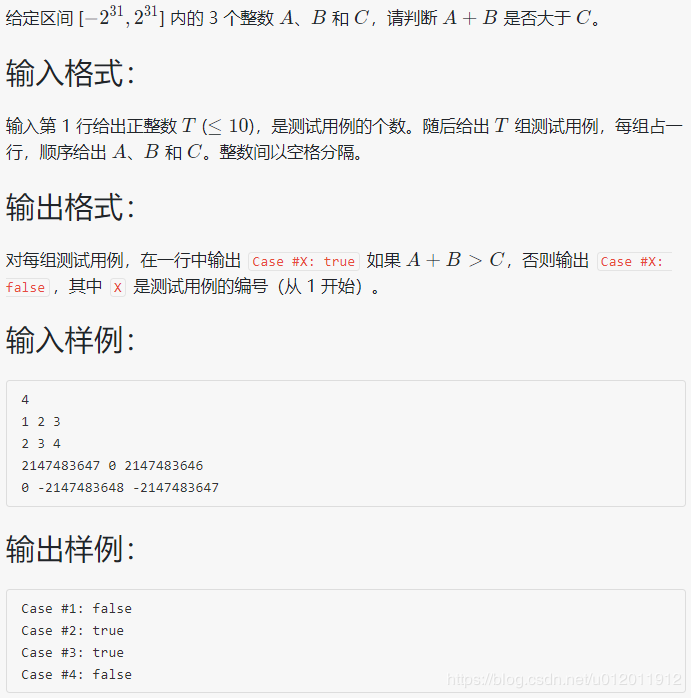 给定区间 [−2³¹, 2³¹] 内的 3 个整数 A、B 和 C，请判断 A + B 是否大于 C。
输入格式：
输入第 1 行给出正整数 T (≤ 10)，是测试用例的个数。随后给出 T 组测试用例，每组占一
行，顺序给出 A、B 和 C。整数间以空格分隔。
输出格式：
对每组测试用例，在一行中输出 Case #X: true 如果 A + B > C，否则输出 Case #X:
false ，其中 X 是测试用例的编号（从 1 开始）。
输入样例：
4
1 2 3
2 3 4
2147483647 0 2147483646
0 -2147483648 -2147483647
输出样例：
Case #1: false
Case #2: true
Case #3: true
Case #4: false
https://blog.csdn.net/u012011912